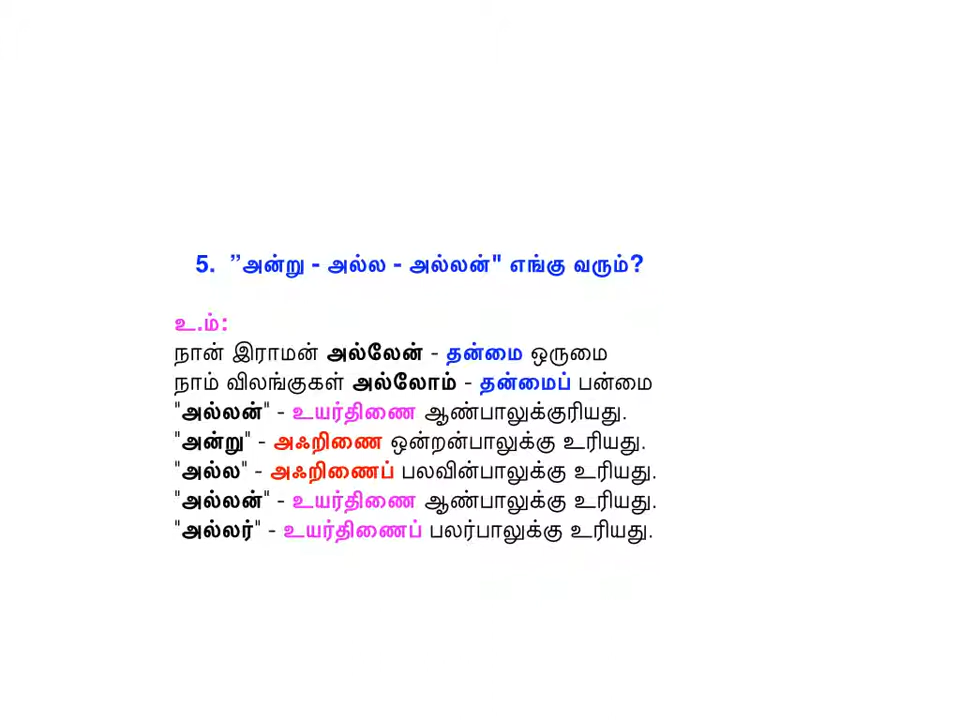 5. ”அன்று - அல்ல - அல்லன்" எங்கு வரும்?
உ.ம்:
நான் இராமன் அல்லேன் - தன்மை ஒருமை
நாம் விலங்குகள் அல்லோம் - தன்மைப் பன்மை
"அல்லன்" - உயர்திணை ஆண்பாலுக்குரியது.
"அன்று" - அஃறிணை ஒன்றன்பாலுக்கு உரியது.
"அல்ல" - அஃறிணைப் பலவின்பாலுக்கு உரியது.
"அல்லன்" - உயர்திணை ஆண்பாலுக்கு உரியது.
"அல்லர்" - உயர்திணைப் பலர்பாலுக்கு உரியது.